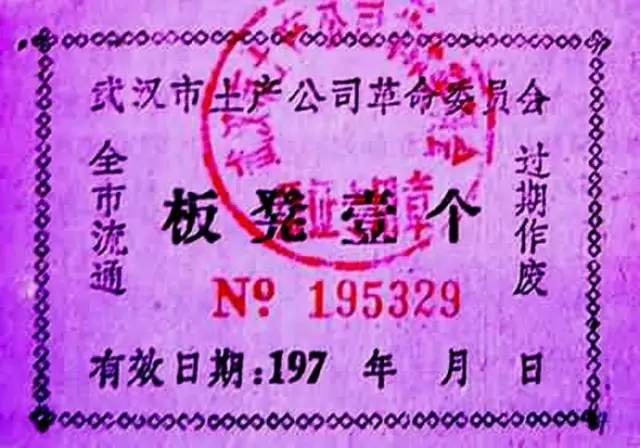 武汉市土产公司革命委员会
全市流通
板凳壹个
过期作废
Nº 195329
有效日期:197 年 月 日